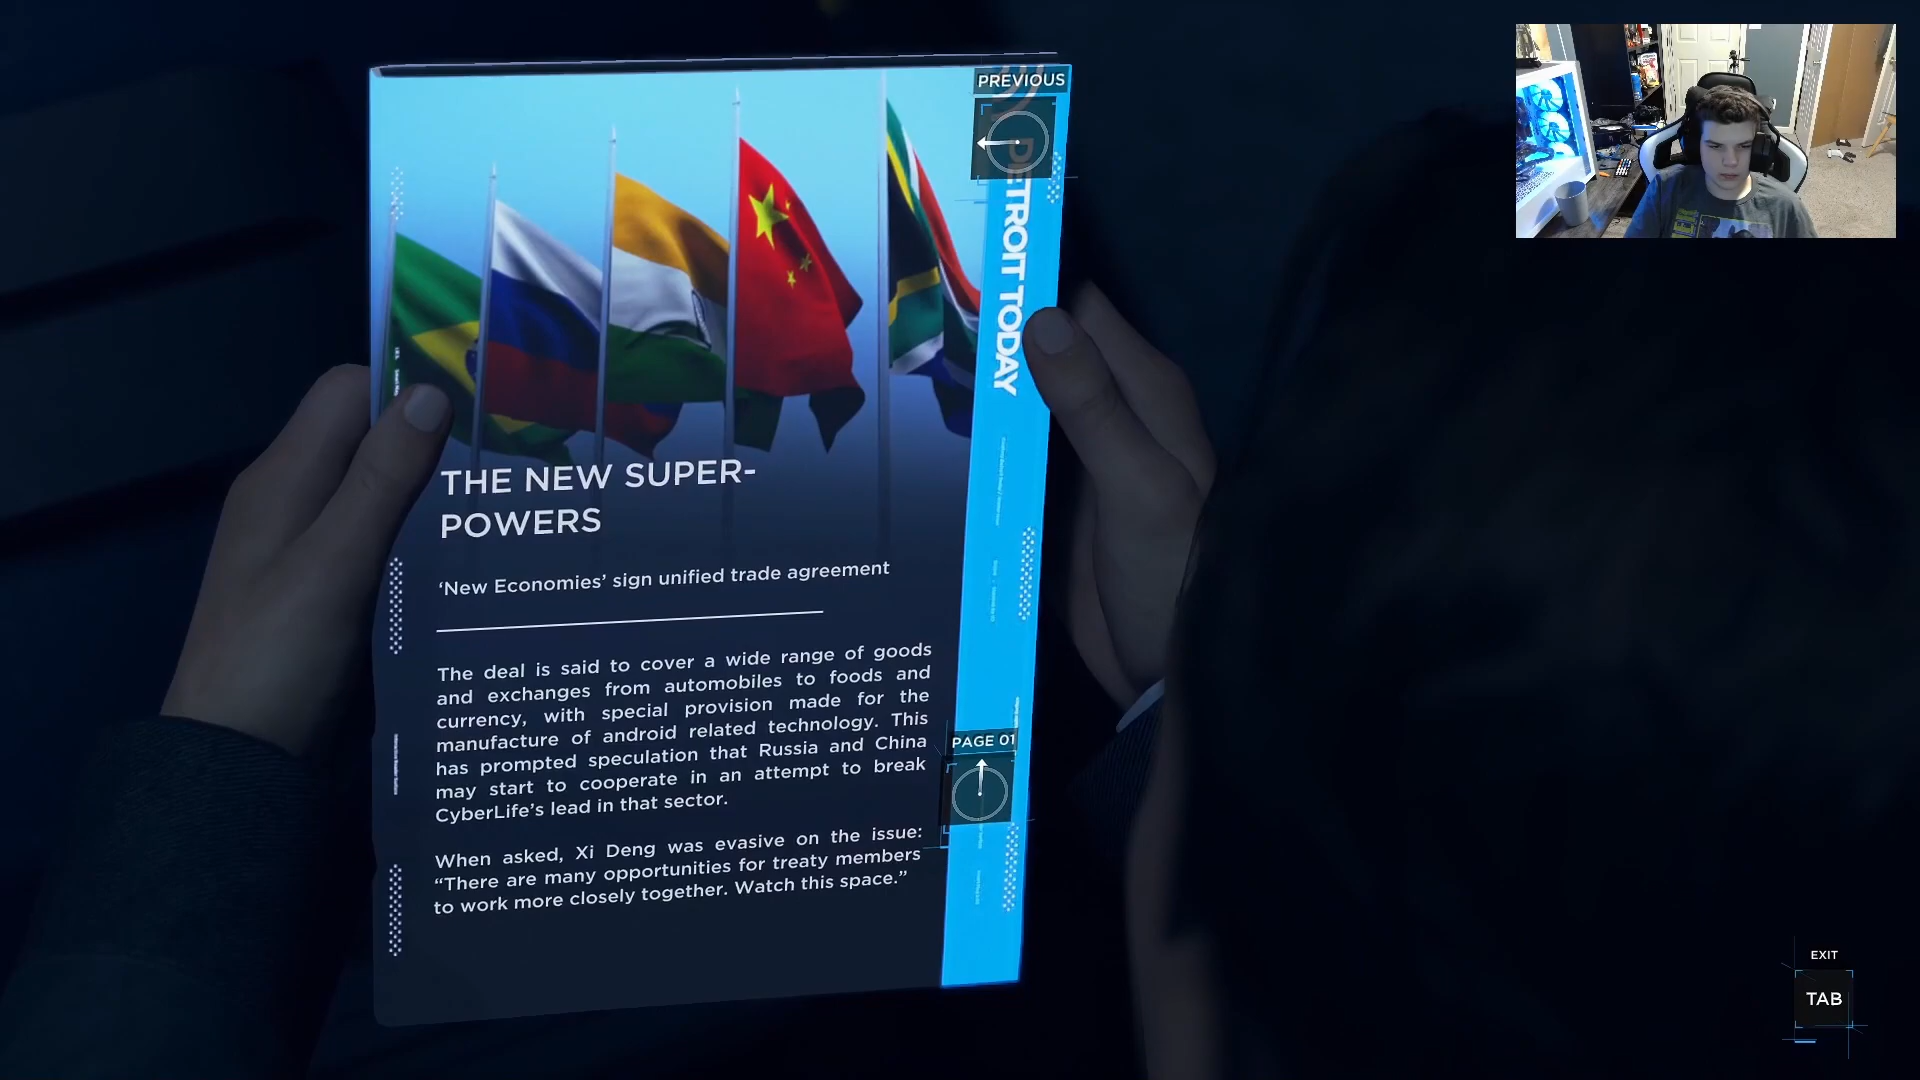 PREVIOUS
DETROIT TODAY
THE NEW SUPER-
POWERS
‘New Economies’ sign unified trade agreement
The deal is said to cover a wide range of goods
and exchanges from automobiles to foods and
currency, with special provision made for the
manufacture of android related technology. This
has prompted speculation that Russia and China
may start to cooperate in an attempt to break
CyberLife’s lead in that sector.
When asked, Xi Deng was evasive on the issue:
“There are many opportunities for treaty members
to work more closely together. Watch this space.”
PAGE 01
EXIT
TAB